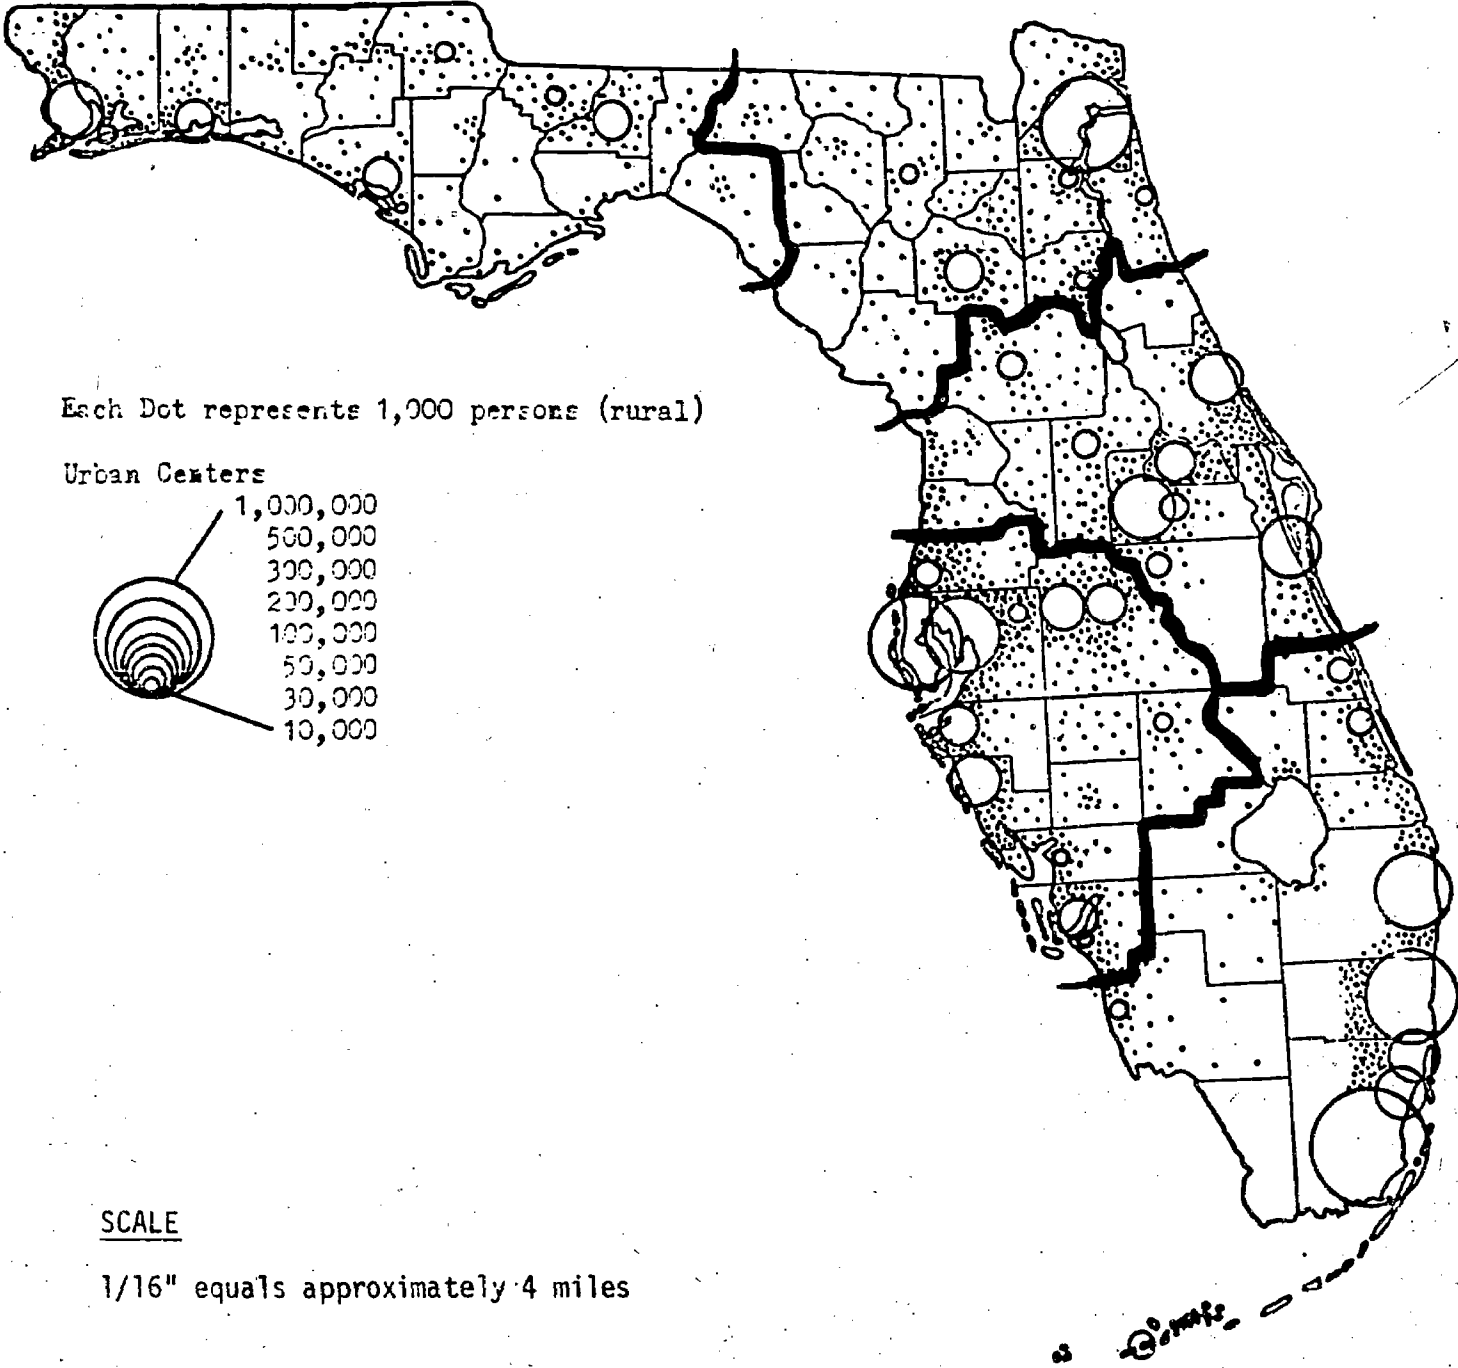 Each Dot represents 1,000 persons (rural)
Urban Centers
1,000,000
500,000
300,000
200,000
100,000
50,000
30,000
10,000
SCALE
1/16" equals approximately 4 miles